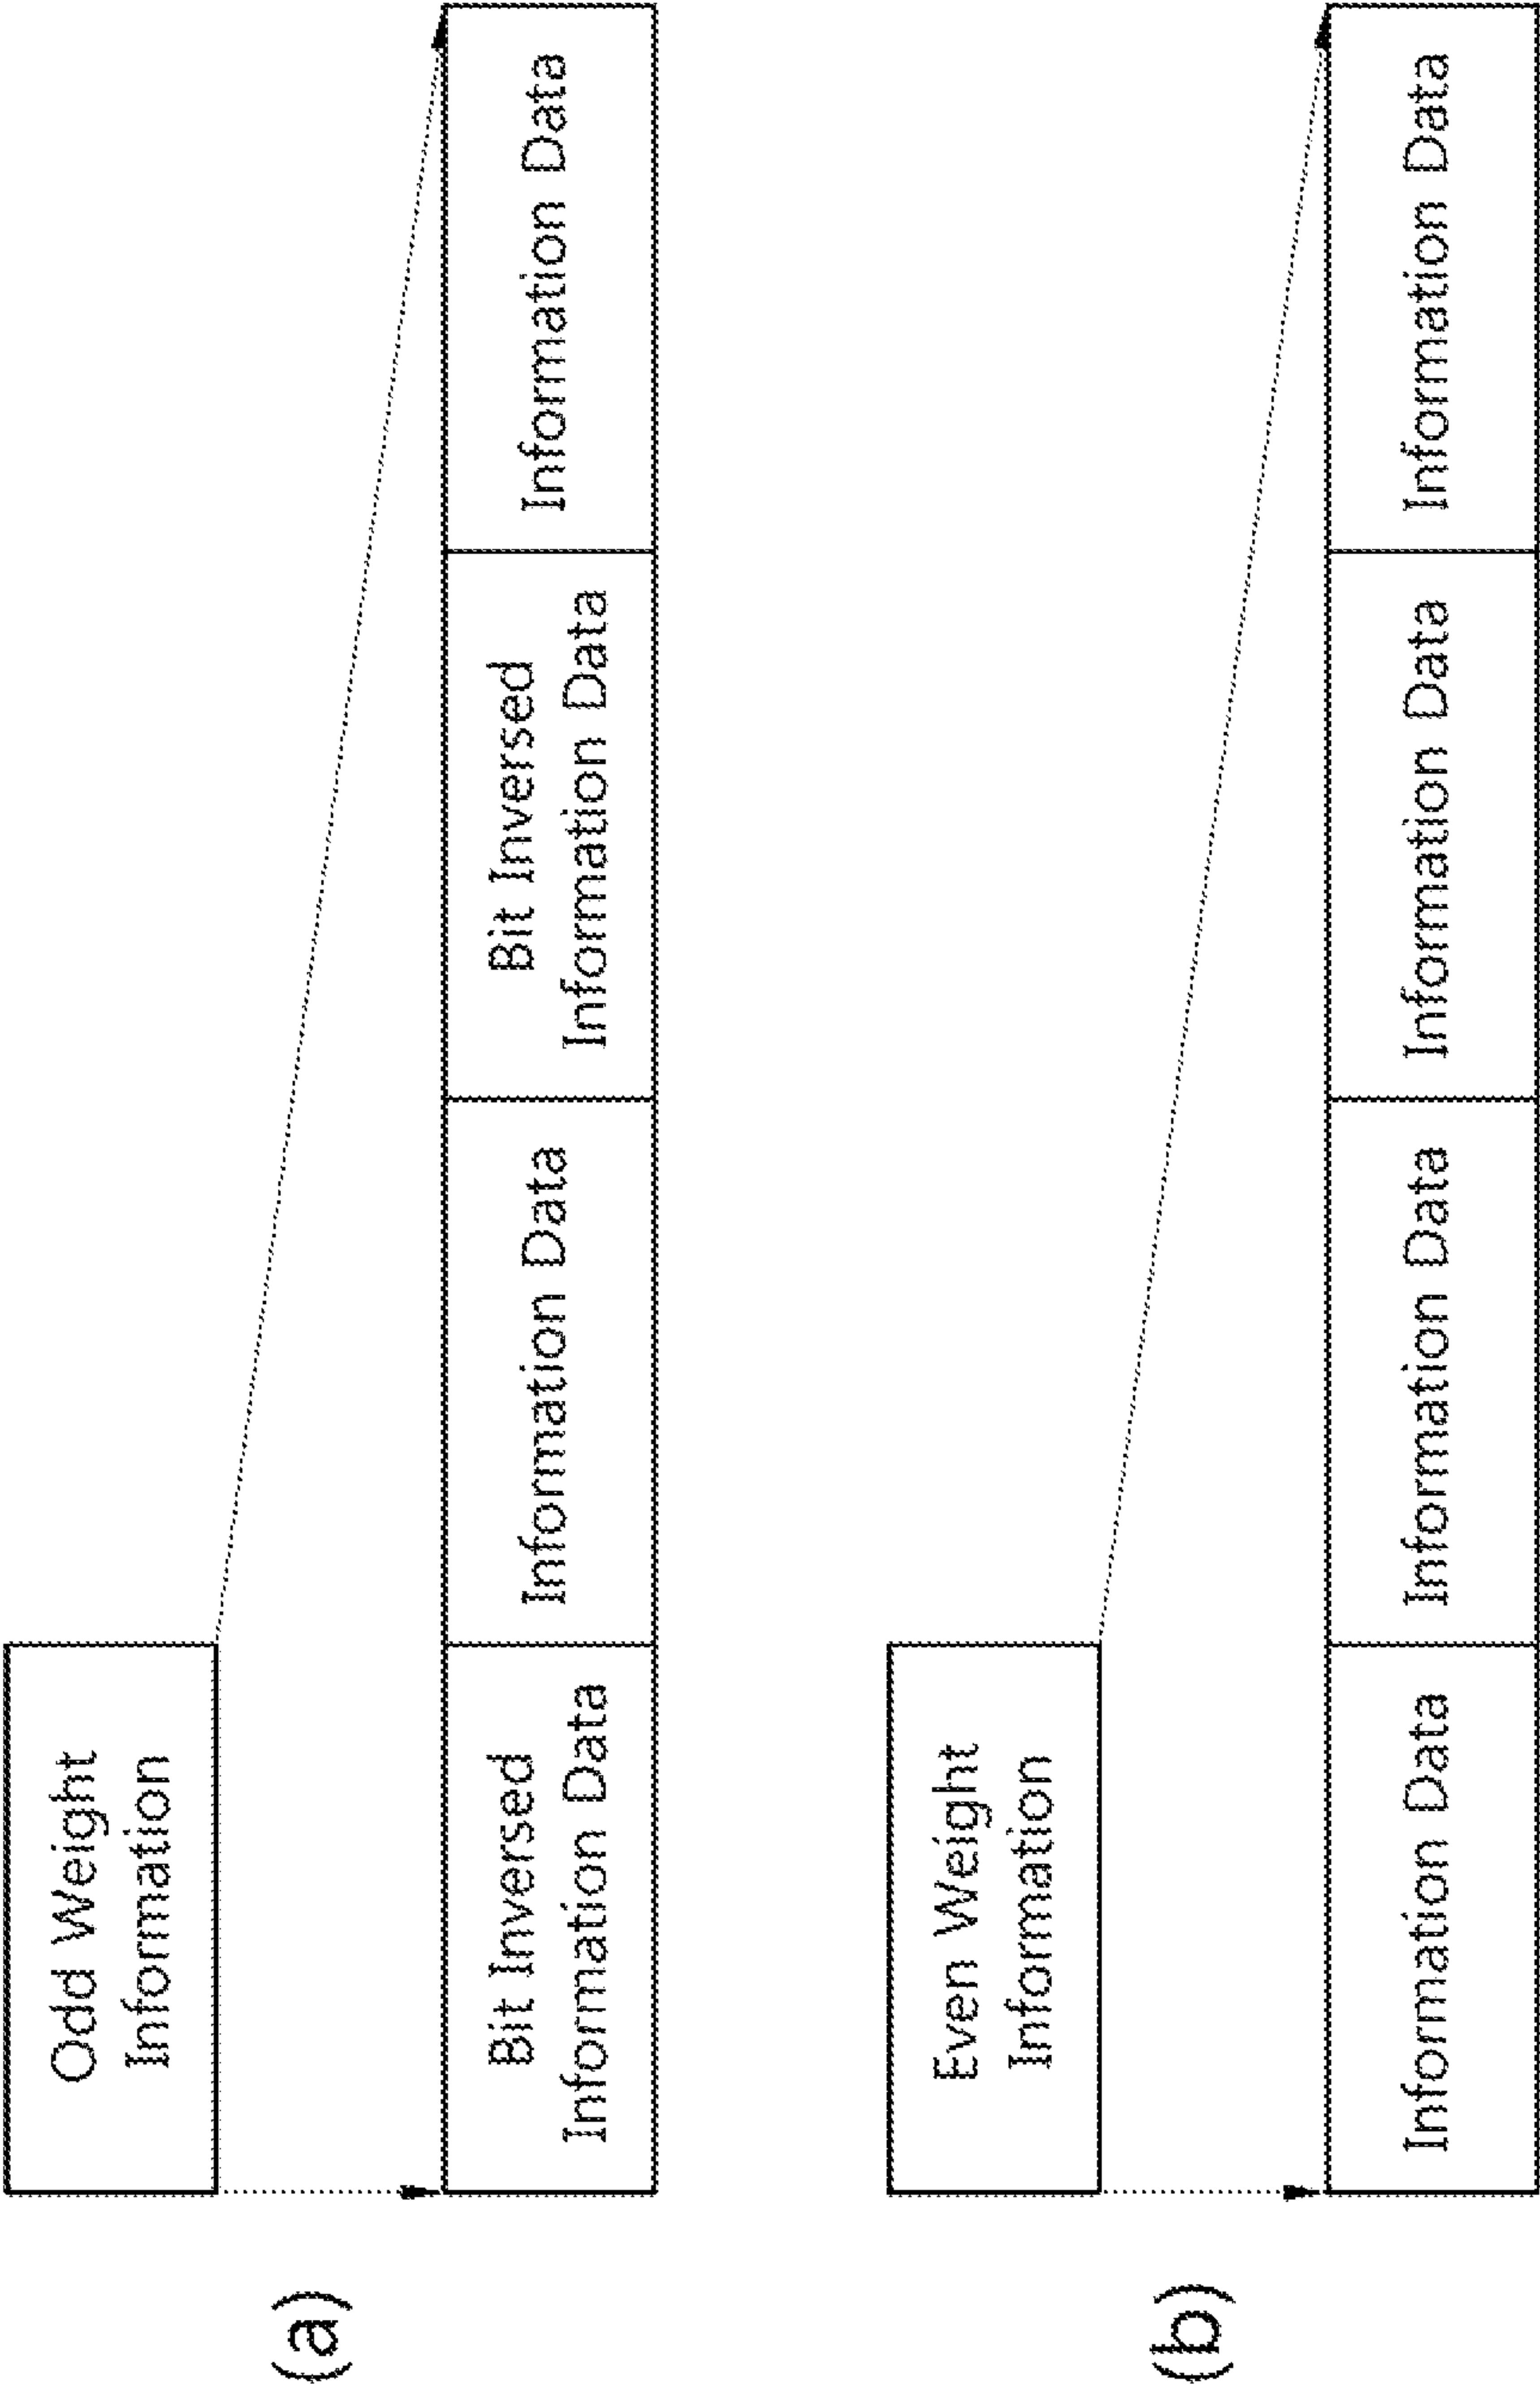 (a)
Odd Weight
Information
Bit Inversed
Information Data
Information Data
Bit Inversed
Information Data
Information Data
(b)
Even Weight
Information
Information Data
Information Data
Information Data
Information Data